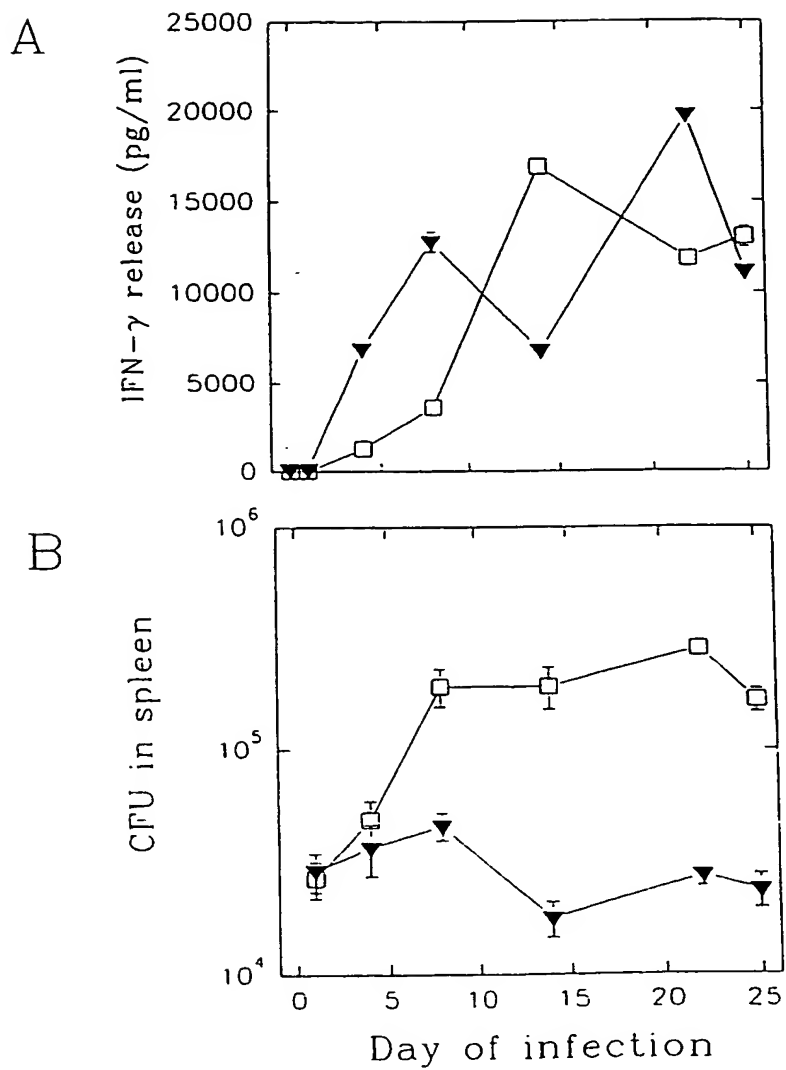 A
IFN-γ release (pg/ml)
25000
20000
15000
10000
5000
0
B
CFU in spleen
10⁶
10⁵
10⁴
0 5 10 15 20 25
Day of infection